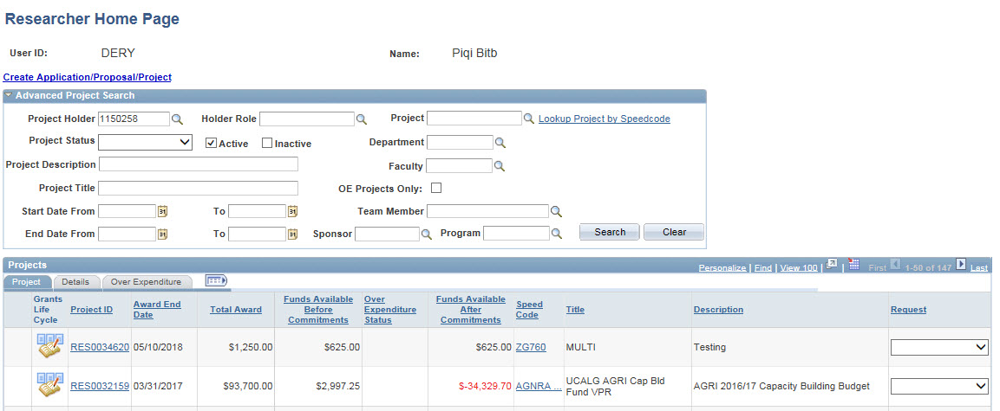 Researcher Home Page
User ID: DERY Name: Piqi Bitb
Create Application/Proposal/Project
Advanced Project Search
Project Holder 1150258 Holder Role Project Lookup Project by Speedcode
Project Status Active Inactive Department
Project Description Faculty
Project Title OE Projects Only:
Start Date From 31 To 31 Team Member
End Date From 31 To 31 Sponsor Program Search Clear
Projects Personalize | Find | View 100 | | First 1-50 of 147 Last
Project Details Over Expenditure
Grants Life Cycle Project ID Award End Date Total Award Funds Available Before Commitments Over Expenditure Status Funds Available After Commitments Speed Code Title Description Request
RES0034620 05/10/2018 $1,250.00 $625.00 $625.00 ZG760 MULTI Testing
RES0032159 03/31/2017 $93,700.00 $2,997.25 $-34,329.70 AGNRA ... UCALG AGRI Cap Bld Fund VPR AGRI 2016/17 Capacity Building Budget